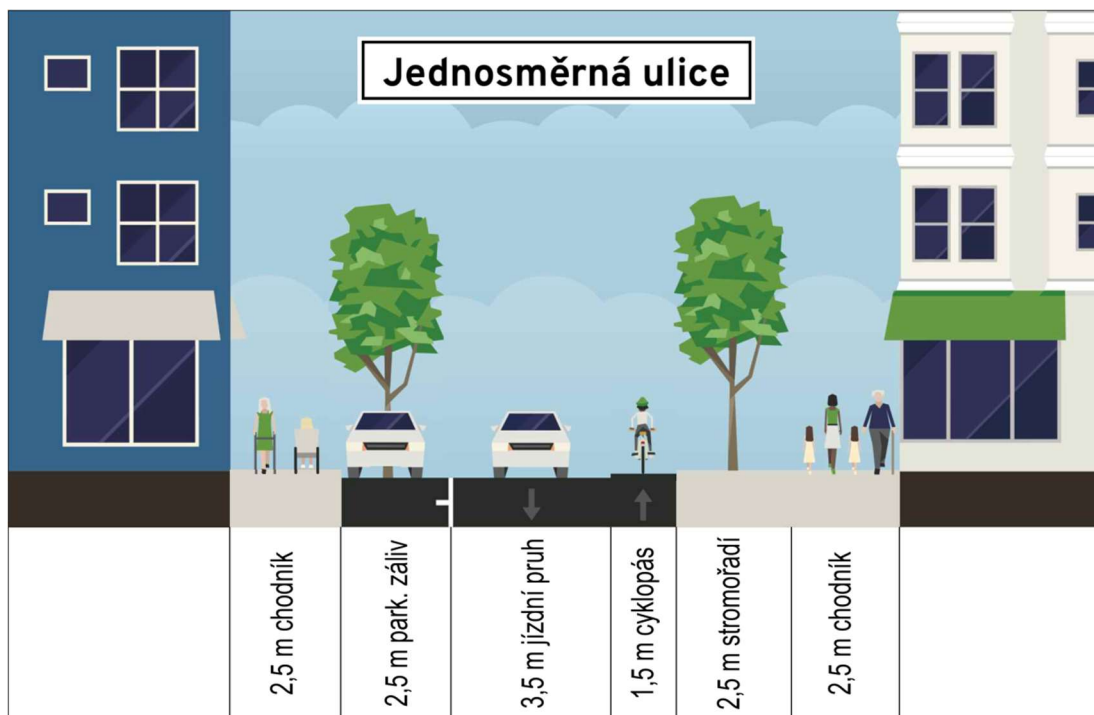 Jednosměrná ulice
2,5 m chodník
2,5 m park. záliv
3,5 m jízdní pruh
1,5 m cyklopás
2,5 m stromořadí
2,5 m chodník